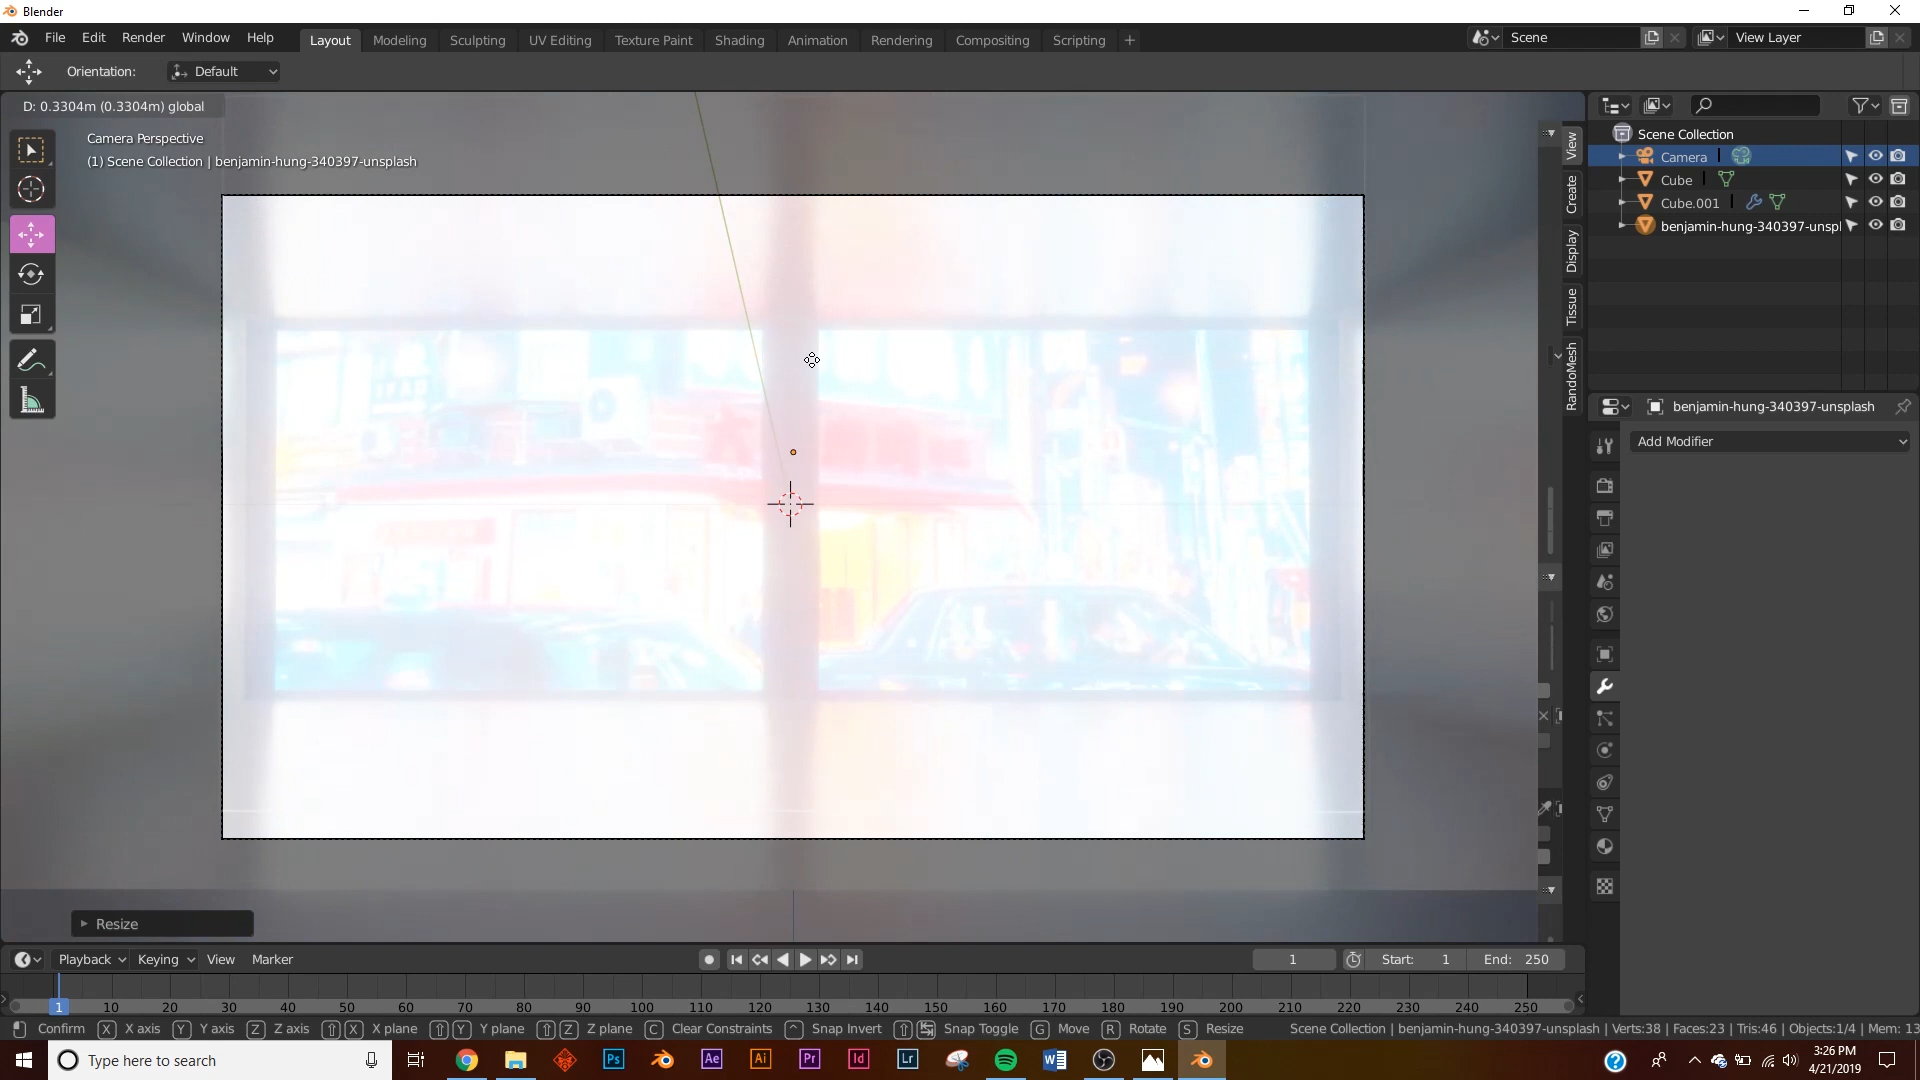 Blender
File Edit Render Window Help
Layout Modeling Sculpting UV Editing Texture Paint Shading Animation Rendering Compositing Scripting +
Scene
View Layer
Orientation: Default
D: 0.3304m (0.3304m) global
Camera Perspective
(1) Scene Collection | benjamin-hung-340397-unsplash
View
Create
Display
Tissue
RandoMesh
Scene Collection
Camera
Cube
Cube.001
benjamin-hung-340397-unspl
benjamin-hung-340397-unsplash
Add Modifier
Resize
Playback Keying View Marker
1 Start: 1 End: 250
1 10 20 30 40 50 60 70 80 90 100 110 120 130 140 150 160 170 180 190 200 210 220 230 240 250
Confirm X X axis Y Y axis Z Z axis X X plane Y Y plane Z Z plane C Clear Constraints ^ Snap Invert Snap Toggle G Move R Rotate S Resize
Scene Collection | benjamin-hung-340397-unsplash | Verts:38 | Faces:23 | Tris:46 | Objects:1/4 | Mem: 13
Type here to search
Ps Ae Ai Pr Id Lr
3:26 PM
4/21/2019